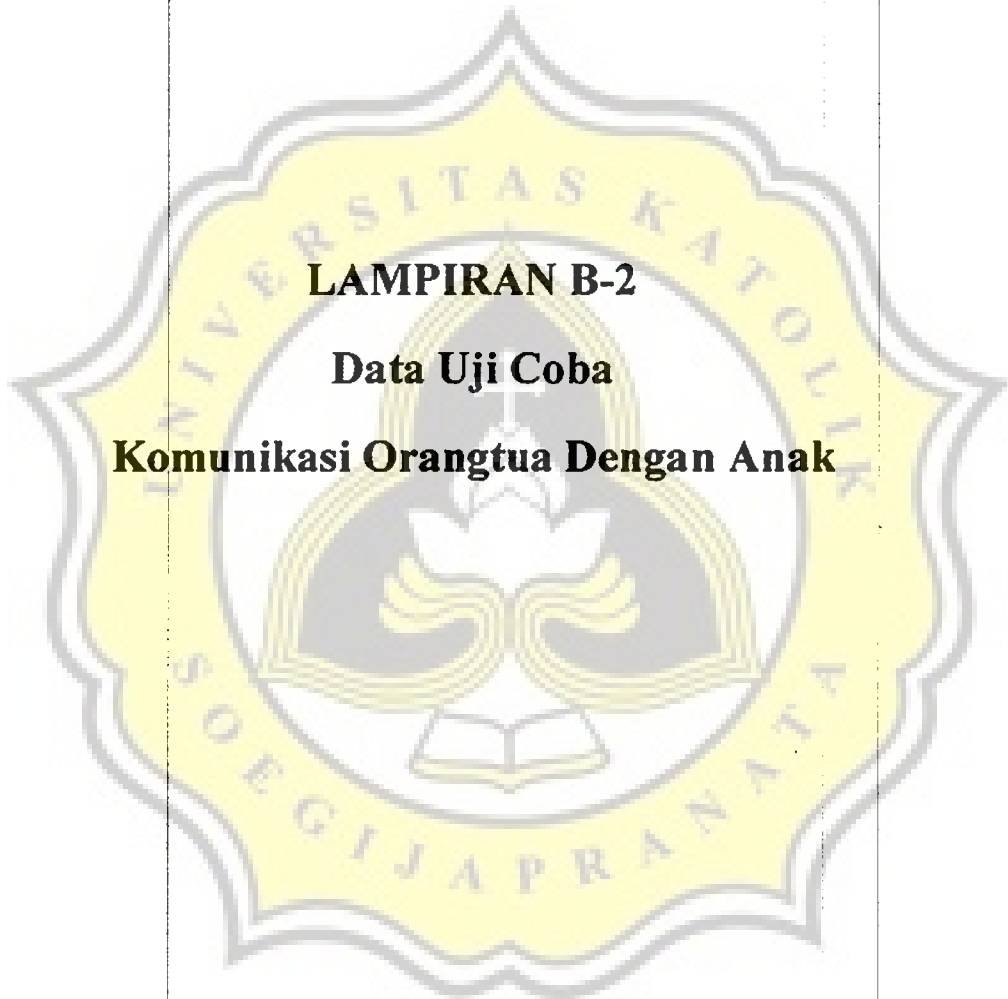 LAMPIRAN B-2
Data Uji Coba
Komunikasi Orangtua Dengan Anak
UNIVERSITAS KATOLIK
SOEGIJAPRANATA